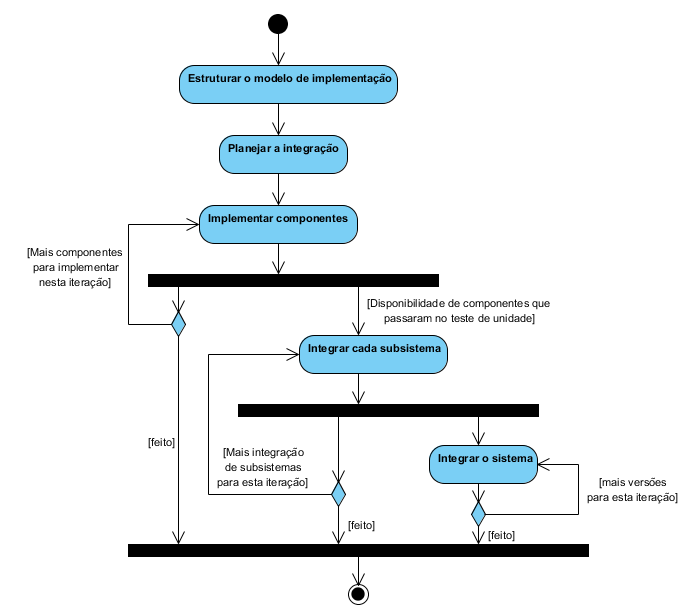 Estruturar o modelo de implementação
Planejar a integração
Implementar componentes
[Mais componentes
para implementar
nesta iteração]
[Disponibilidade de componentes que
passaram no teste de unidade]
Integrar cada subsistema
[feito]
[Mais integração
de subsistemas
para esta iteração]
Integrar o sistema
[mais versões
para esta iteração]
[feito]
[feito]